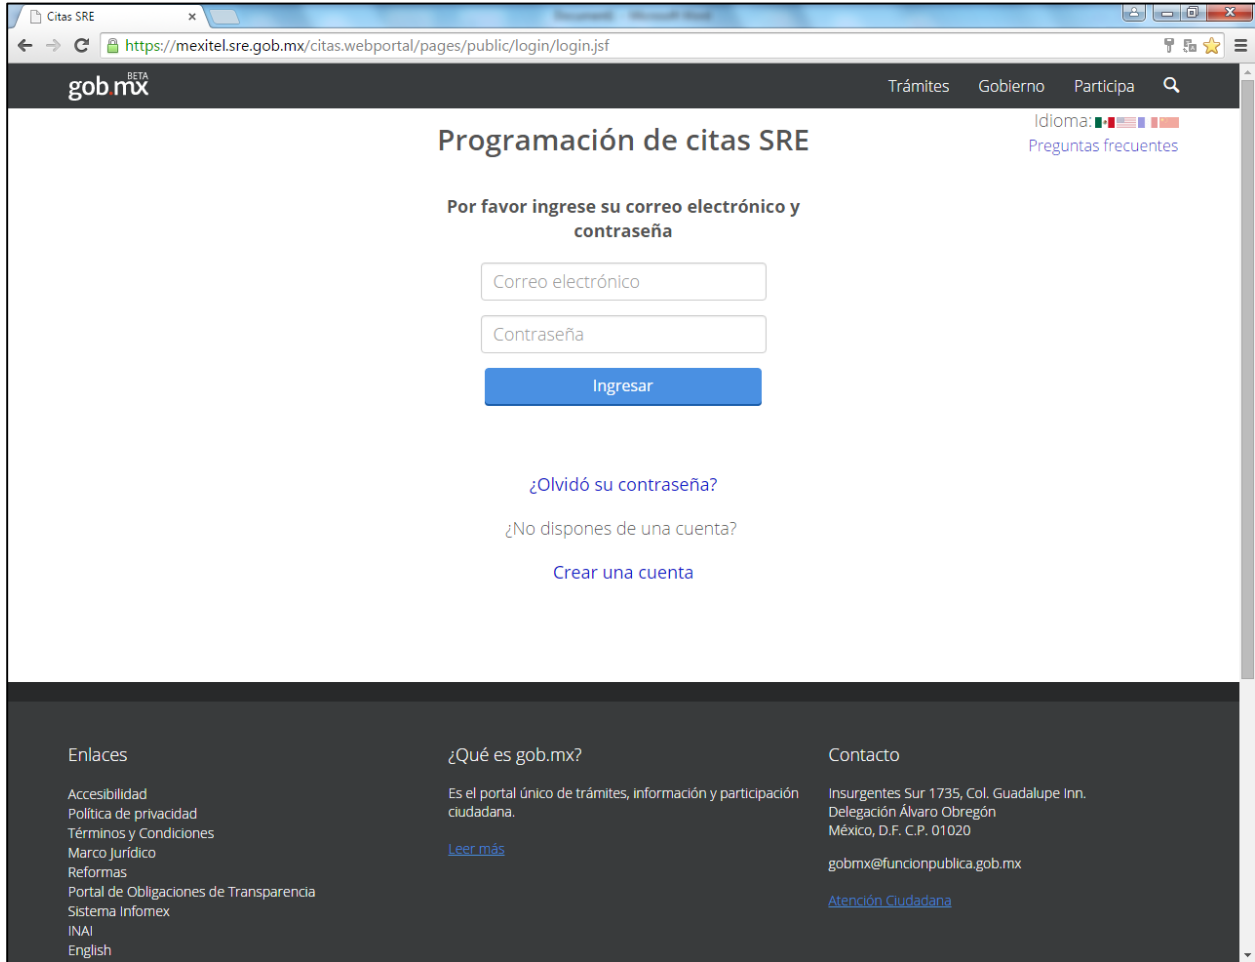 Citas SRE
https://mexitel.sre.gob.mx/citas.webportal/pages/public/login/login.jsf
gob.mx BETA
Trámites Gobierno Participa
Idioma:
Programación de citas SRE
Preguntas frecuentes
Por favor ingrese su correo electrónico y
contraseña
Correo electrónico
Contraseña
Ingresar
¿Olvidó su contraseña?
¿No dispones de una cuenta?
Crear una cuenta
Enlaces
Accesibilidad
Política de privacidad
Términos y Condiciones
Marco Jurídico
Reformas
Portal de Obligaciones de Transparencia
Sistema Infomex
INAI
English
¿Qué es gob.mx?
Es el portal único de trámites, información y participación
ciudadana.
Leer más
Contacto
Insurgentes Sur 1735, Col. Guadalupe Inn.
Delegación Álvaro Obregón
México, D.F. C.P. 01020
gobmx@funcionpublica.gob.mx
Atención Ciudadana